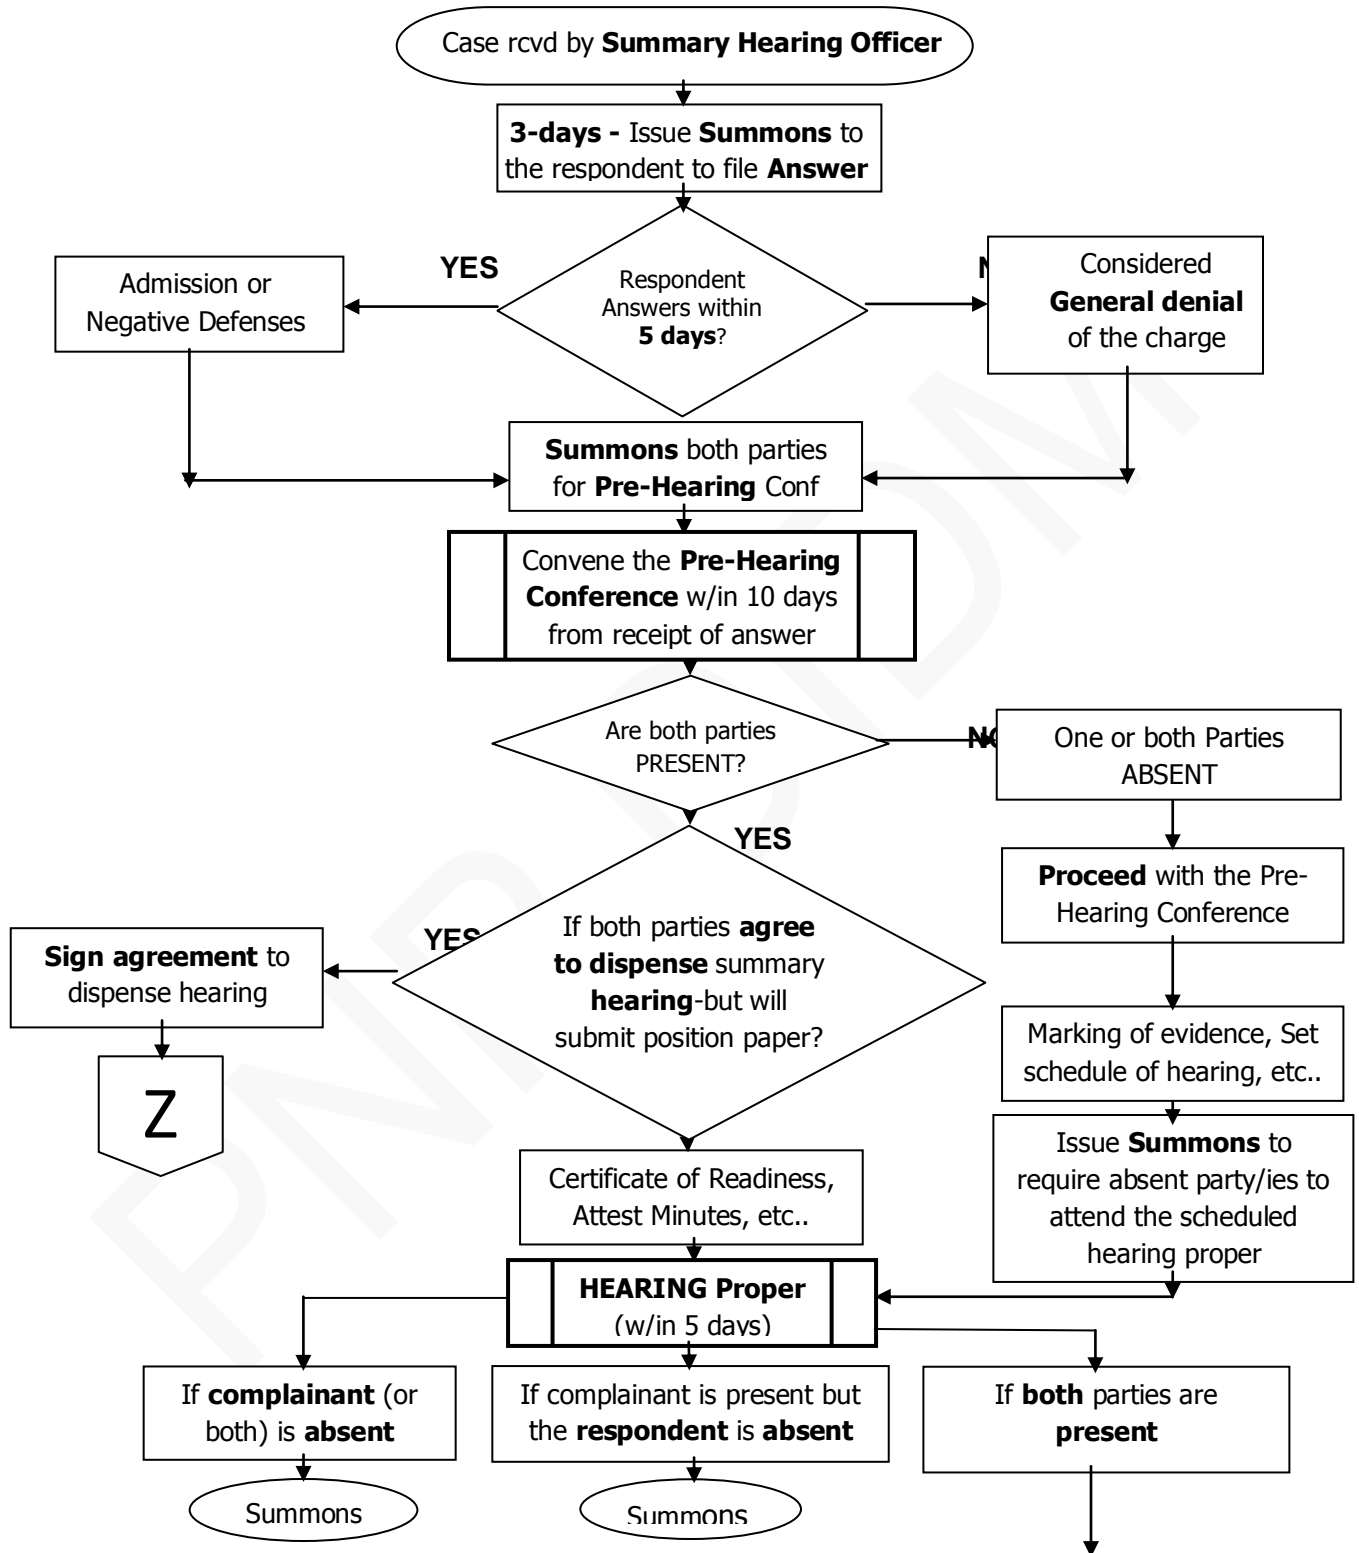 Case rcvd by Summary Hearing Officer
3-days - Issue Summons to
the respondent to file Answer
YES
Respondent
Answers within
5 days?
Admission or
Negative Defenses
Considered
General denial
of the charge
Summons both parties
for Pre-Hearing Conf
Convene the Pre-Hearing
Conference w/in 10 days
from receipt of answer
Are both parties
PRESENT?
One or both Parties
ABSENT
YES
Proceed with the Pre-
Hearing Conference
YES
If both parties agree
to dispense summary
hearing-but will
submit position paper?
Sign agreement to
dispense hearing
Z
Marking of evidence, Set
schedule of hearing, etc..
Issue Summons to
require absent party/ies to
attend the scheduled
hearing proper
Certificate of Readiness,
Attest Minutes, etc..
HEARING Proper
(w/in 5 days)
If complainant (or
both) is absent
If complainant is present but
the respondent is absent
If both parties are
present
Summons
Summons
PNP DIDM